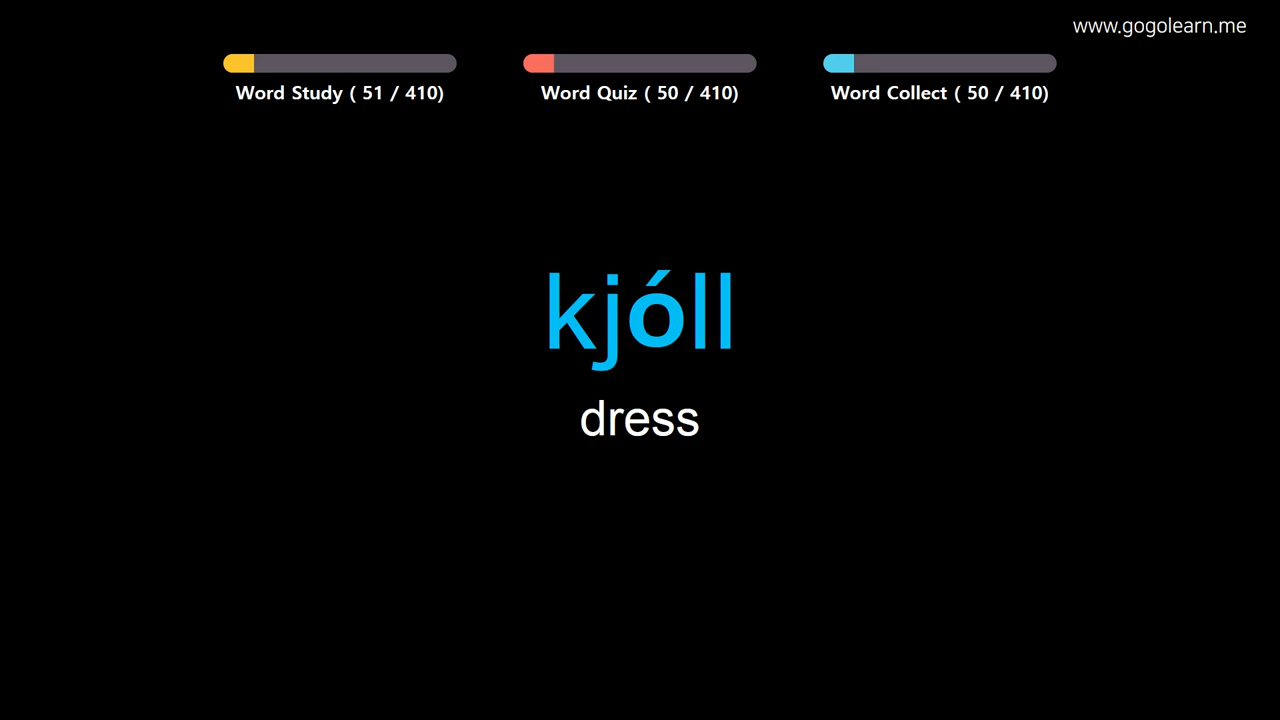 www.gogolearn.me
Word Study ( 51 / 410)
Word Quiz ( 50 / 410)
Word Collect ( 50 / 410)
kjóll
dress